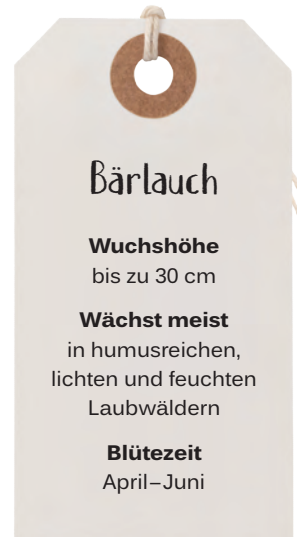 Bärlauch
Wuchshöhe
bis zu 30 cm
Wächst meist
in humusreichen,
lichten und feuchten
Laubwäldern
Blütezeit
April–Juni